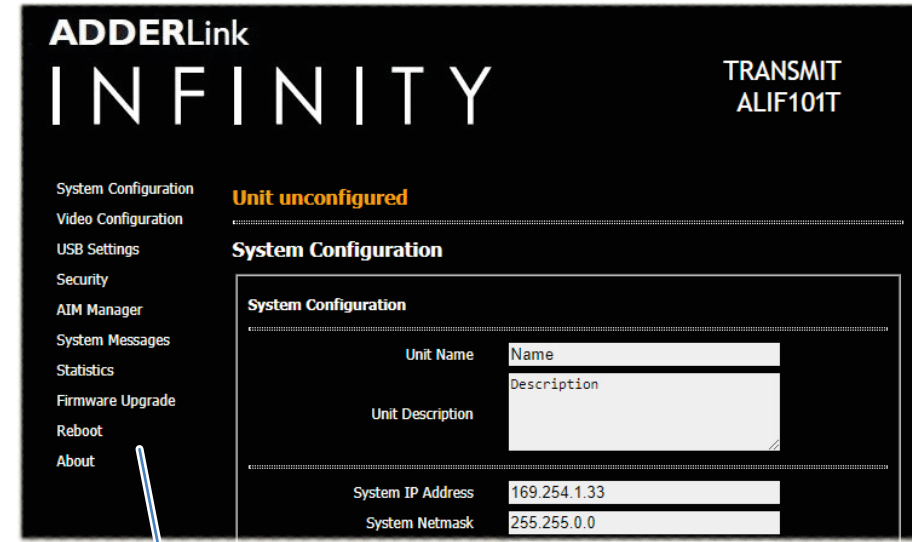 ADDERLink
INFINITY
TRANSMIT
ALIF101T
System Configuration
Video Configuration
USB Settings
Security
AIM Manager
System Messages
Statistics
Firmware Upgrade
Reboot
About
Unit unconfigured
System Configuration
System Configuration
Unit Name Name
Unit Description Description
System IP Address 169.254.1.33
System Netmask 255.255.0.0